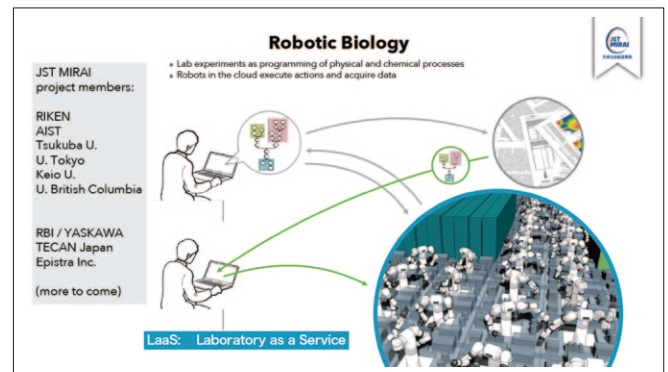 Robotic Biology
JST
MIRAI
• Lab experiments as programming of physical and chemical processes
• Robots in the cloud execute actions and acquire data
JST MIRAI
project members:
RIKEN
AIST
Tsukuba U.
U. Tokyo
Keio U.
U. British Columbia
RBI / YASKAWA
TECAN Japan
Epistra Inc.
(more to come)
LaaS: Laboratory as a Service